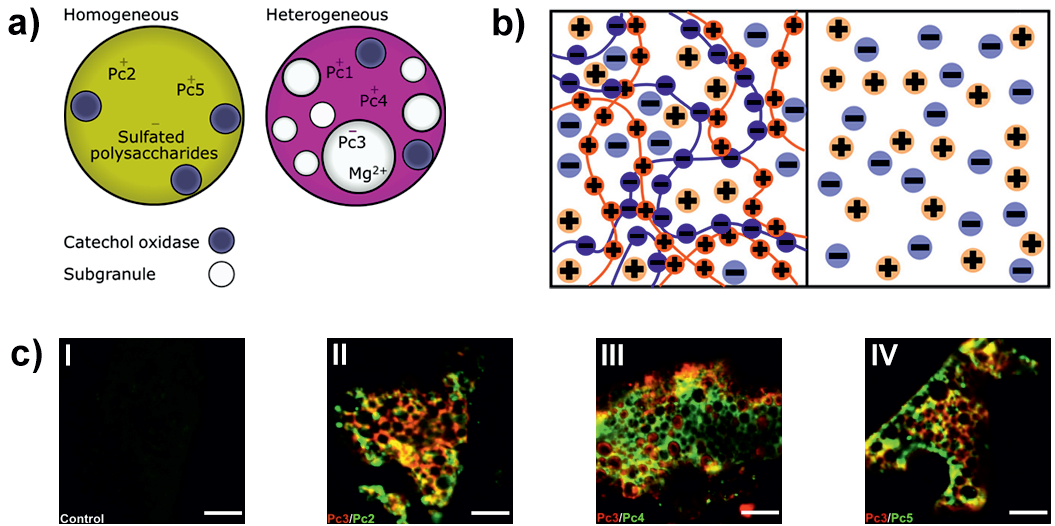 a)
Homogeneous
Heterogeneous
b)
+
Pc2
+
Pc5
−
Sulfated
polysaccharides
+
Pc1
+
Pc4
−
Pc3
Mg2+
Catechol oxidase
Subgranule
c)
I
II
III
IV
Control
Pc3/Pc2
Pc3/Pc4
Pc3/Pc5